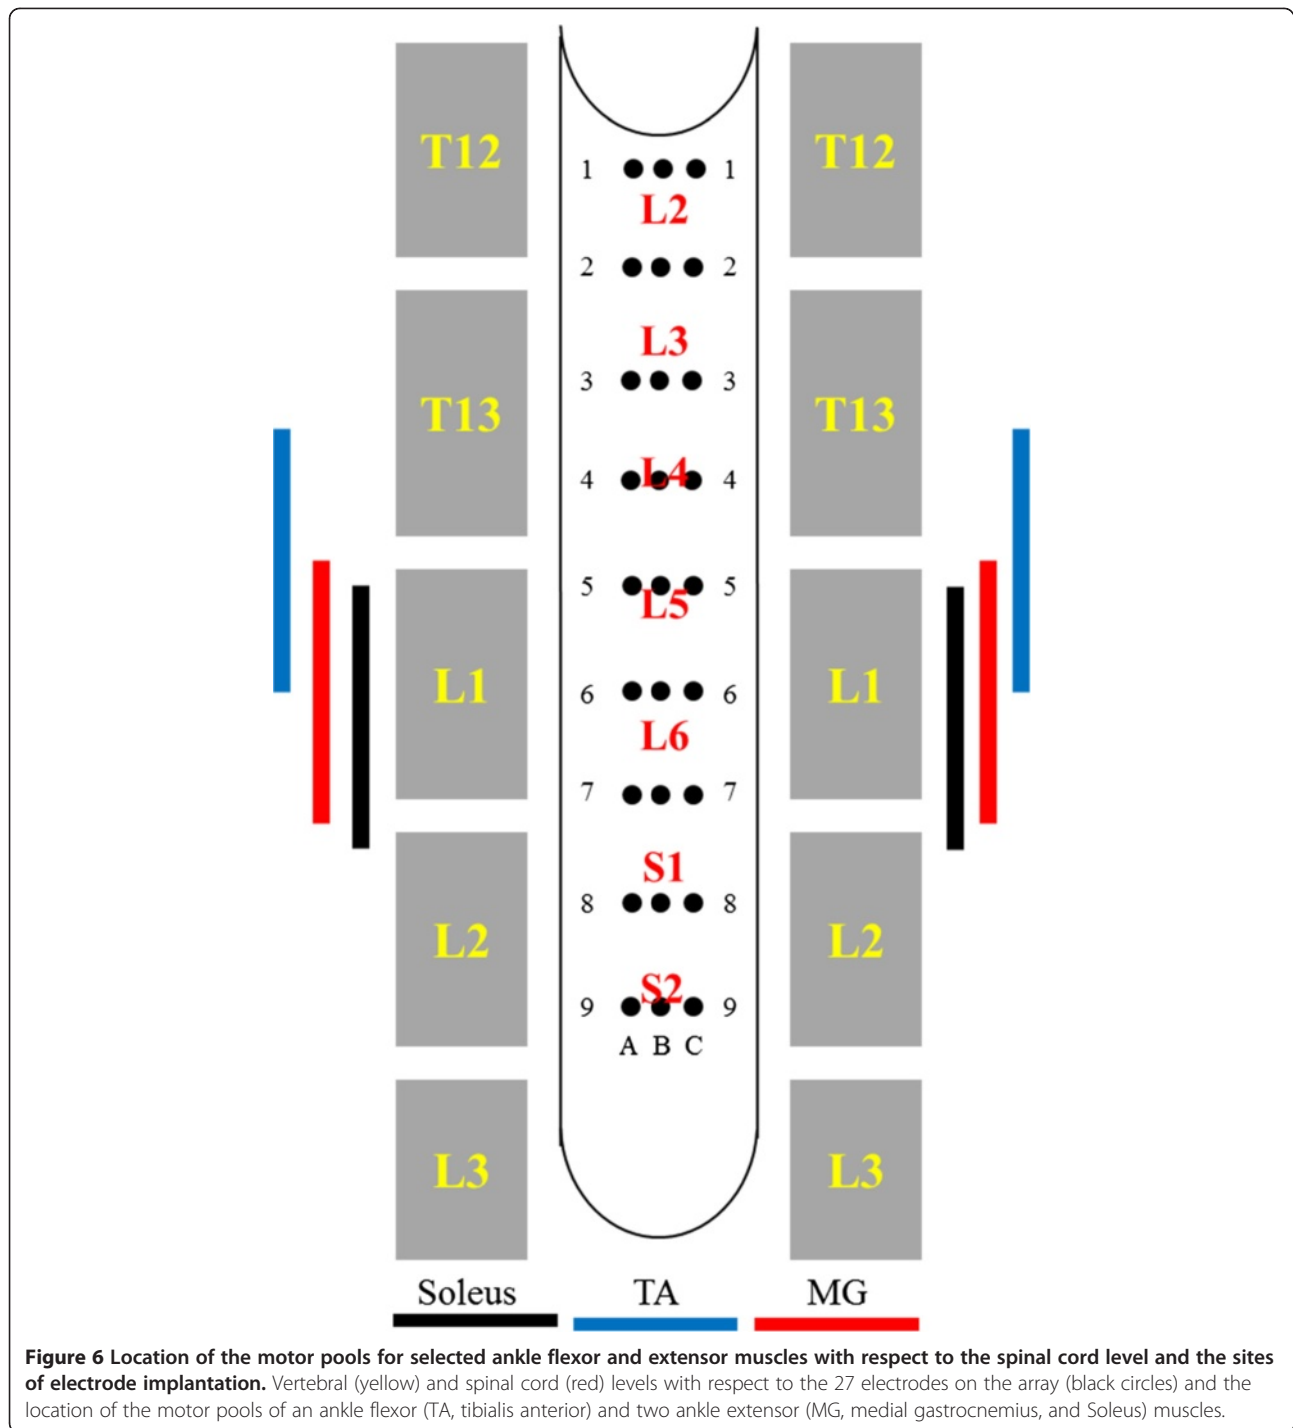 T12 T12
1 1
L2
2 2
L3
3 3
T13 T13
L4
4 4
5 5
L5
L1 L1
6 6
L6
7 7
S1
8 8
L2 L2
S2
9 9
A B C
L3 L3
Soleus TA MG
Figure 6 Location of the motor pools for selected ankle flexor and extensor muscles with respect to the spinal cord level and the sites
of electrode implantation. Vertebral (yellow) and spinal cord (red) levels with respect to the 27 electrodes on the array (black circles) and the
location of the motor pools of an ankle flexor (TA, tibialis anterior) and two ankle extensor (MG, medial gastrocnemius, and Soleus) muscles.